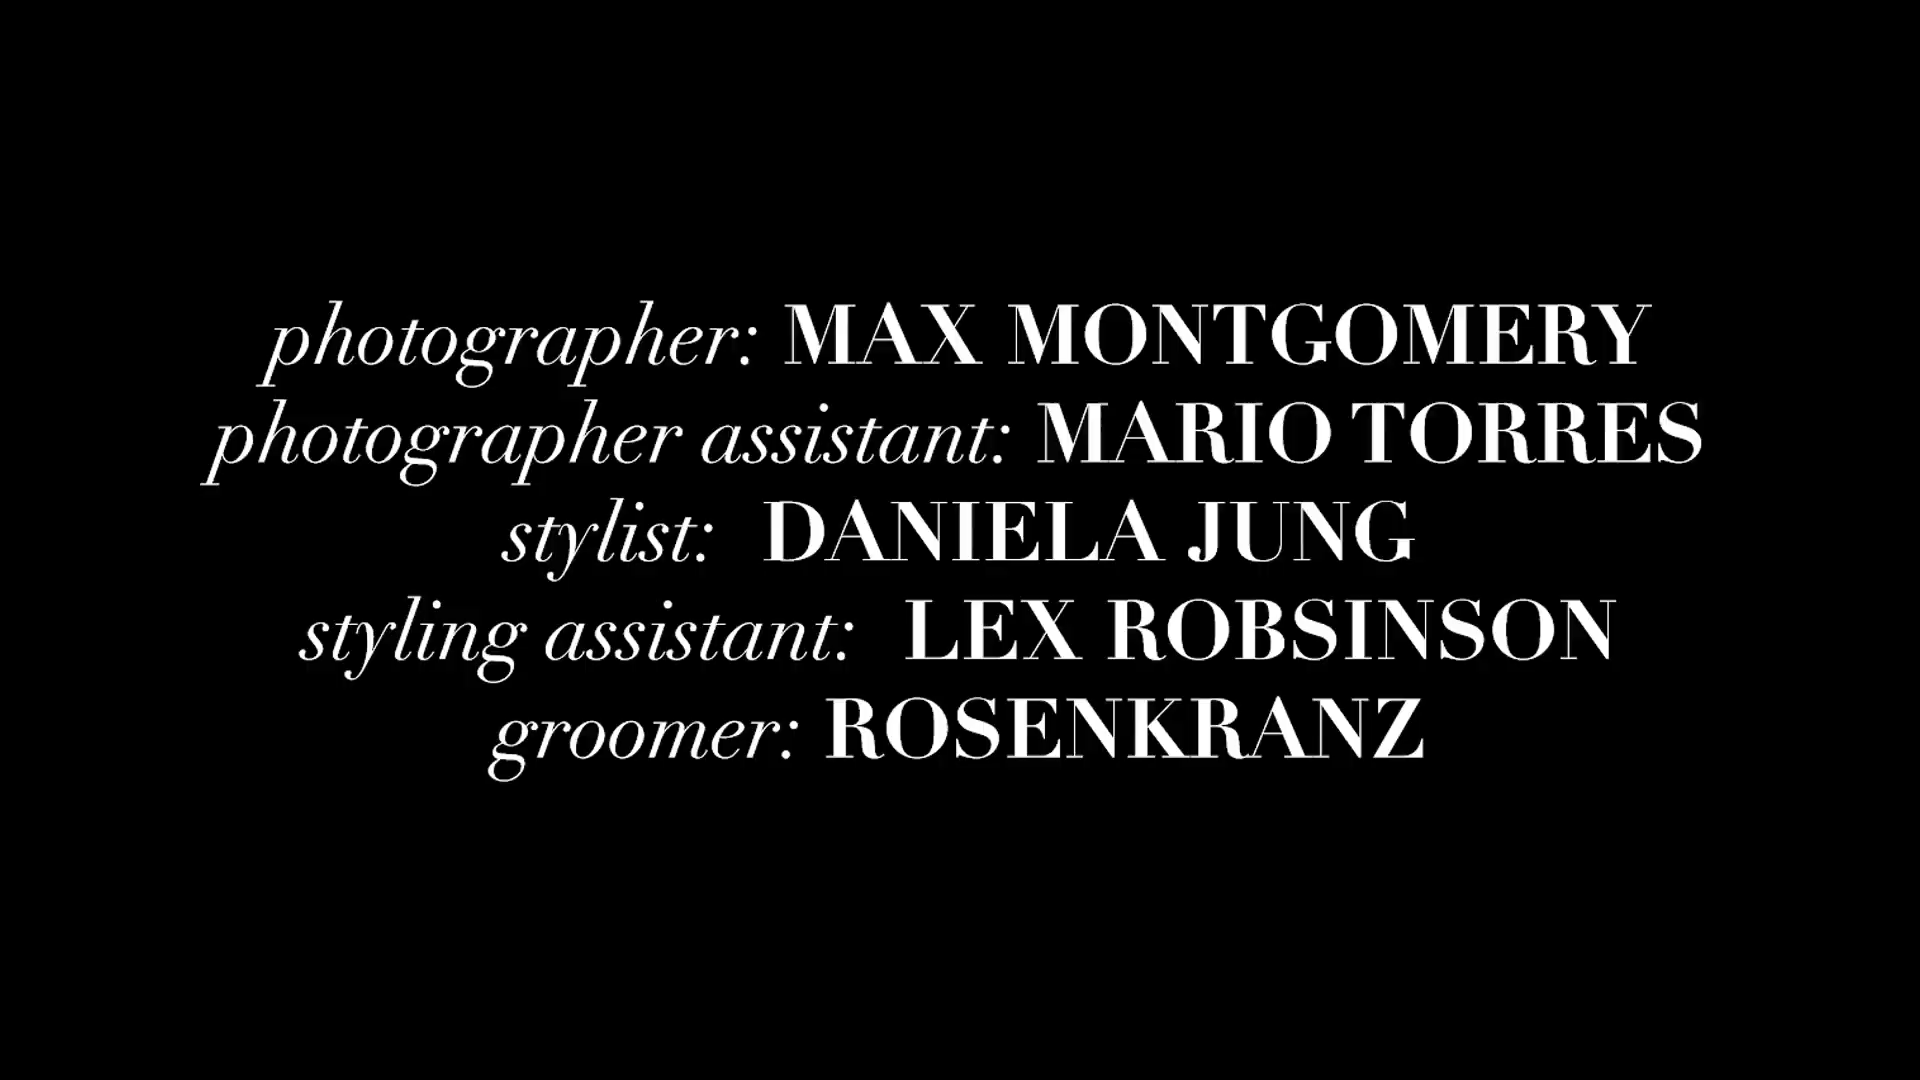 photographer: MAX MONTGOMERY
photographer assistant: MARIO TORRES
stylist: DANIELA JUNG
styling assistant: LEX ROBSINSON
groomer: ROSENKRANZ